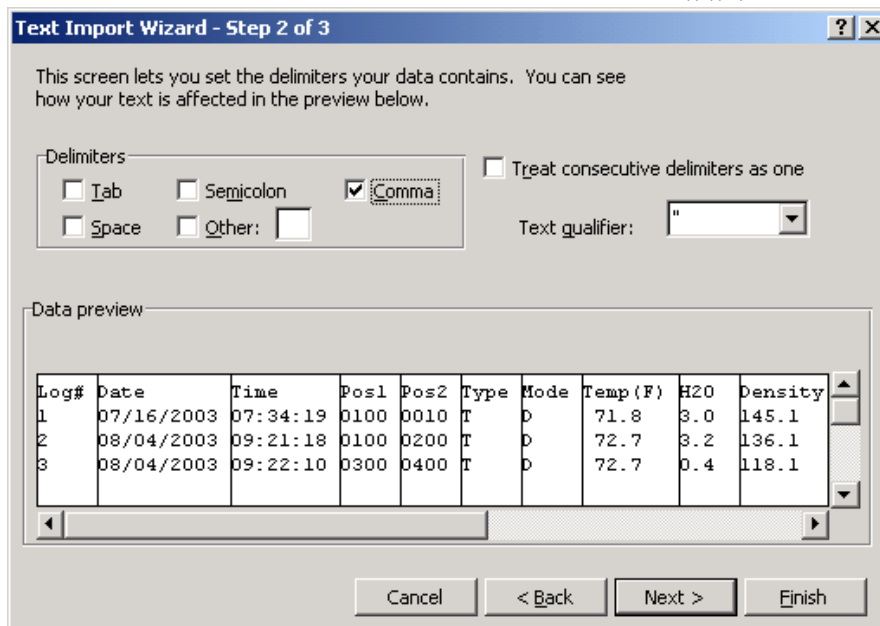 Text Import Wizard - Step 2 of 3
This screen lets you set the delimiters your data contains. You can see
how your text is affected in the preview below.
Delimiters
Tab Semicolon Comma
Space Other:
Treat consecutive delimiters as one
Text qualifier: "
Data preview
Log# Date Time Pos1 Pos2 Type Mode Temp(F) H2O Density
1 07/16/2003 07:34:19 0100 0010 T D 71.8 3.0 145.1
2 08/04/2003 09:21:18 0100 0200 T D 72.7 3.2 136.1
3 08/04/2003 09:22:10 0300 0400 T D 72.7 0.4 118.1
Cancel < Back Next > Finish